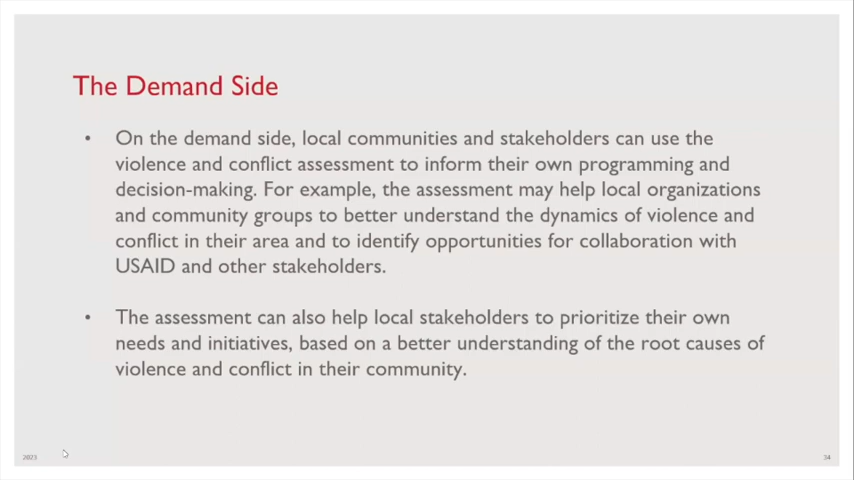 The Demand Side
• On the demand side, local communities and stakeholders can use the
violence and conflict assessment to inform their own programming and
decision-making. For example, the assessment may help local organizations
and community groups to better understand the dynamics of violence and
conflict in their area and to identify opportunities for collaboration with
USAID and other stakeholders.
• The assessment can also help local stakeholders to prioritize their own
needs and initiatives, based on a better understanding of the root causes of
violence and conflict in their community.
2023
34